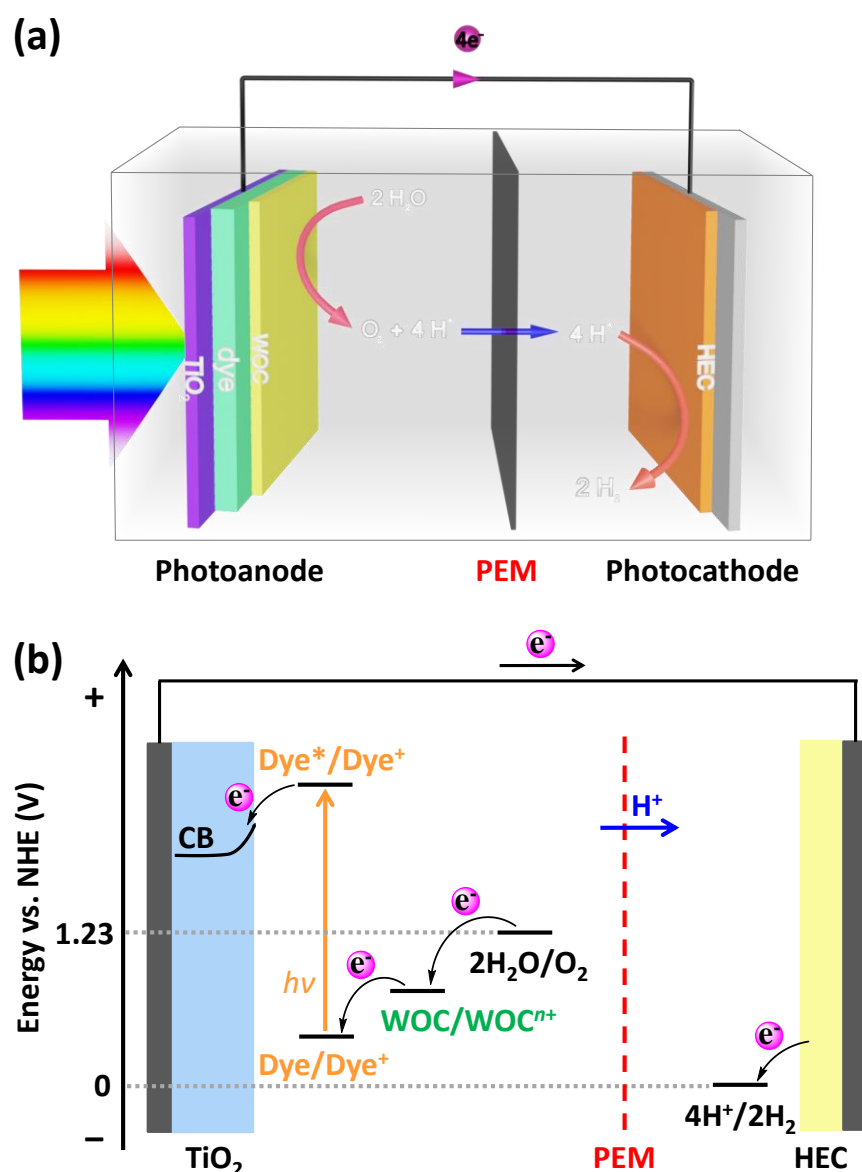 (a)
4e⁻
2 H₂O
O₂ + 4 H⁺
4 H⁺
2 H₂
TiO₂
dye
WOC
HEC
Photoanode
PEM
Photocathode
(b)
e⁻
+
Dye*/Dye⁺
e⁻
H⁺
CB
Energy vs. NHE (V)
e⁻
1.23
2H₂O/O₂
e⁻
hν
WOC/WOCⁿ⁺
Dye/Dye⁺
e⁻
0
4H⁺/2H₂
−
TiO₂
PEM
HEC